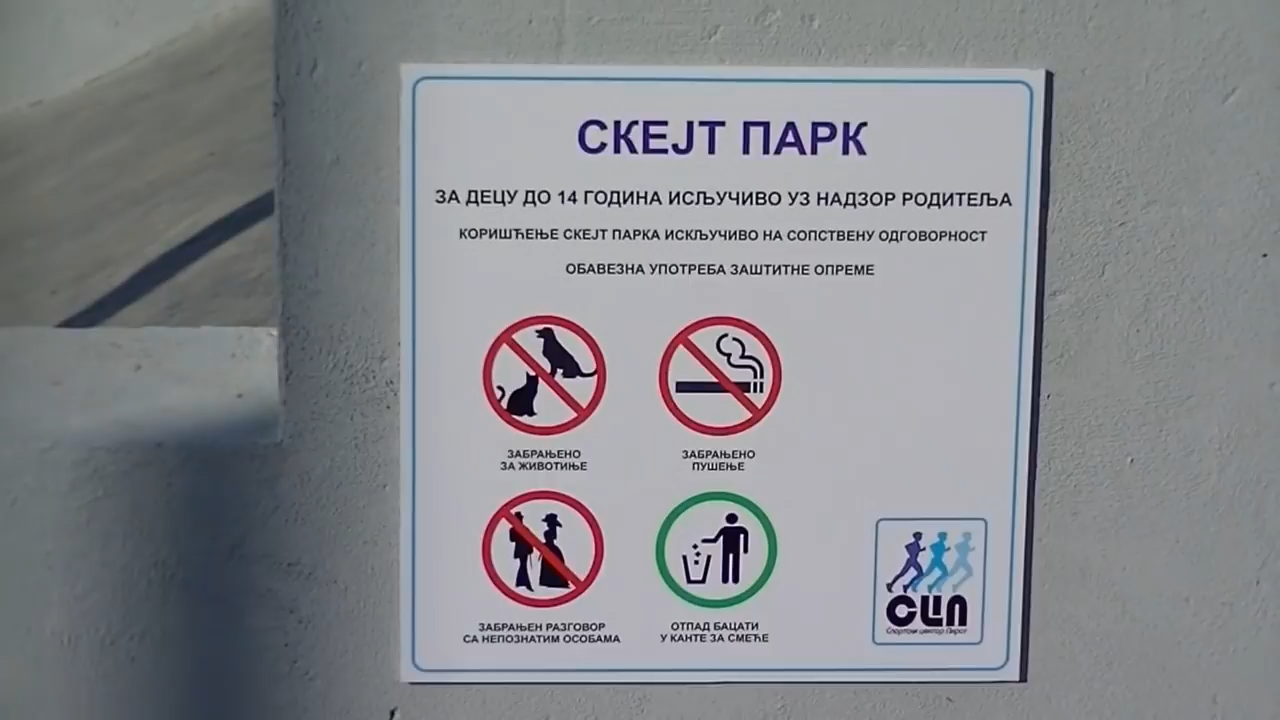 СКЕЈТ ПАРК
ЗА ДЕЦУ ДО 14 ГОДИНА ИСЉУЧИВО УЗ НАДЗОР РОДИТЕЉА
КОРИШЋЕЊЕ СКЕЈТ ПАРКА ИСКЉУЧИВО НА СОПСТВЕНУ ОДГОВОРНОСТ
ОБАВЕЗНА УПОТРЕБА ЗАШТИТНЕ ОПРЕМЕ
ЗАБРАЊЕНО
ЗА ЖИВОТИЊЕ
ЗАБРАЊЕНО
ПУШЕЊЕ
ЗАБРАЊЕН РАЗГОВОР
СА НЕПОЗНАТИМ ОСОБАМА
ОТПАД БАЦАТИ
У КАНТЕ ЗА СМЕЋЕ
СЦП
Спортски центар Пирот